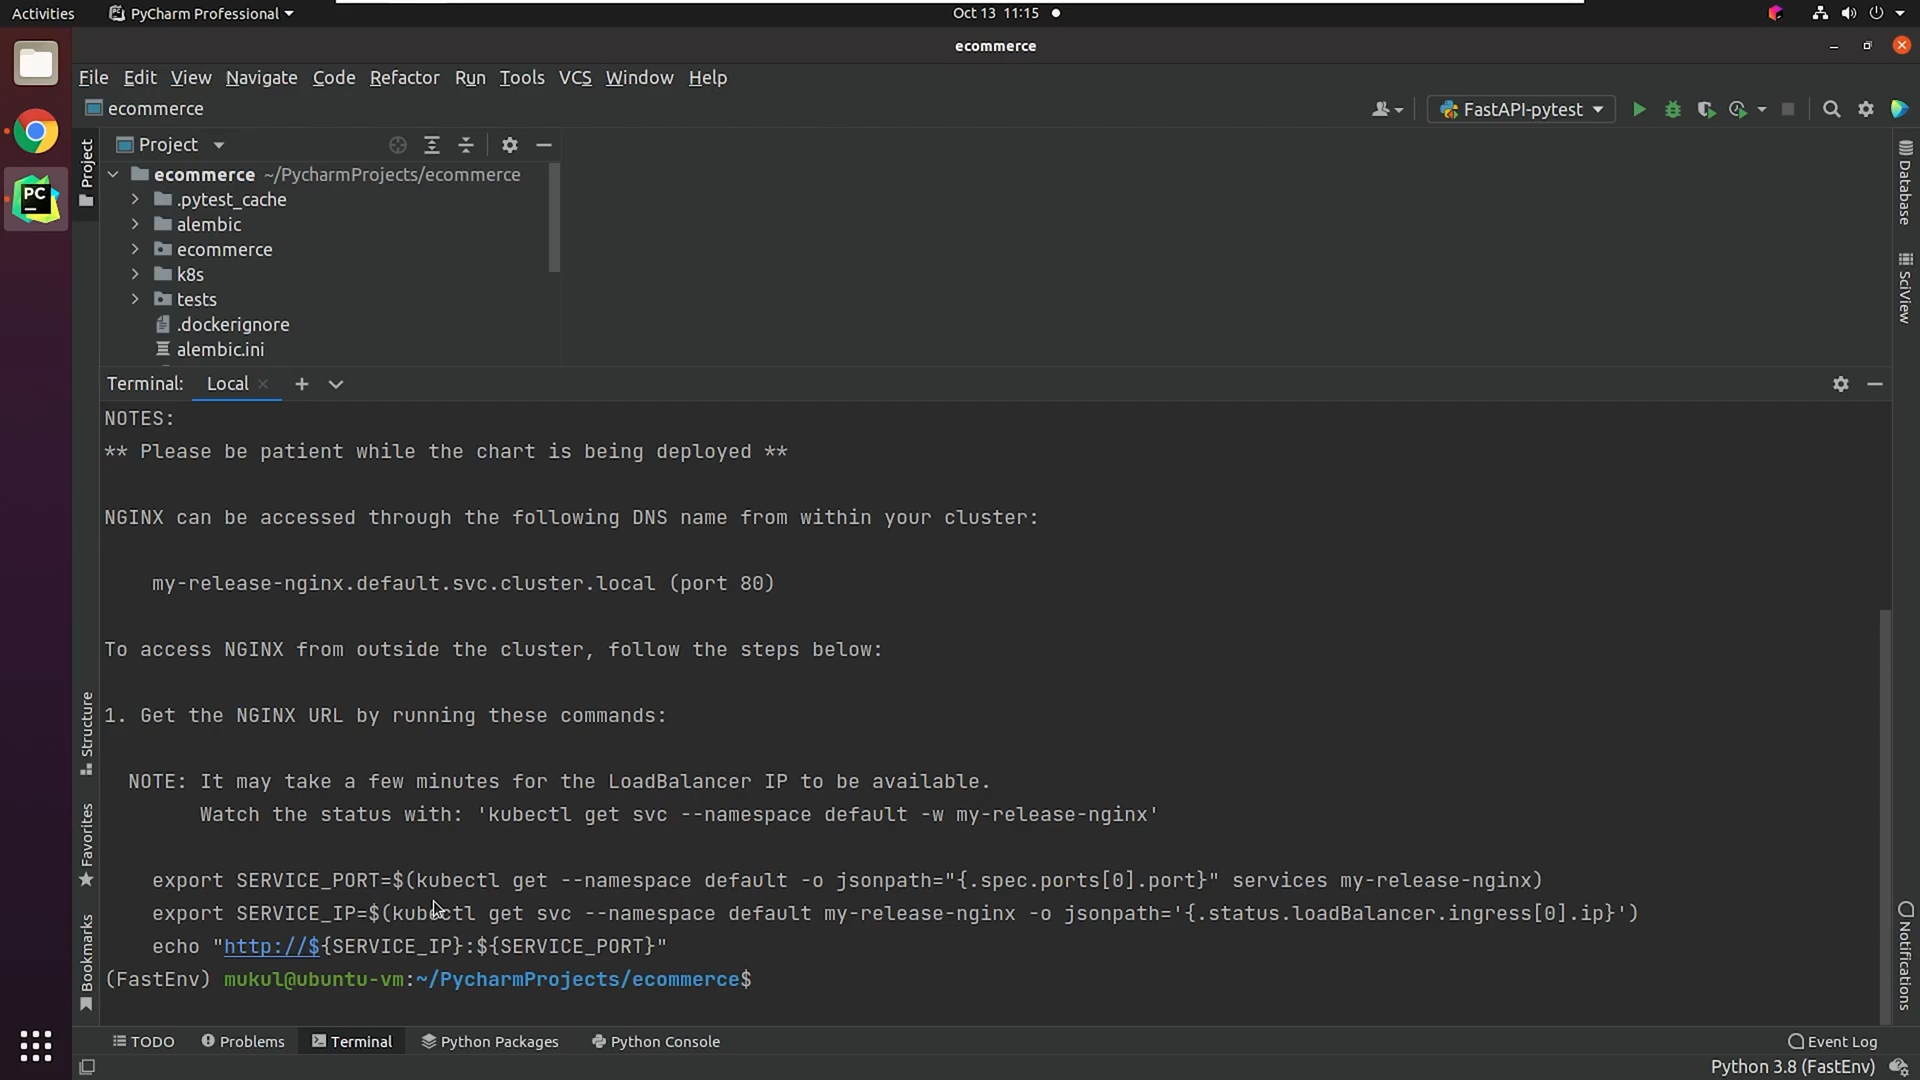 Activities PyCharm Professional Oct 13 11:15
ecommerce
File Edit View Navigate Code Refactor Run Tools VCS Window Help
ecommerce FastAPI-pytest
Project
Project
ecommerce ~/PycharmProjects/ecommerce
.pytest_cache
alembic
ecommerce
k8s
tests
.dockerignore
alembic.ini
Database
SciView
PC
Terminal: Local
NOTES:
** Please be patient while the chart is being deployed **
NGINX can be accessed through the following DNS name from within your cluster:
my-release-nginx.default.svc.cluster.local (port 80)
To access NGINX from outside the cluster, follow the steps below:
1. Get the NGINX URL by running these commands:
NOTE: It may take a few minutes for the LoadBalancer IP to be available.
Watch the status with: 'kubectl get svc --namespace default -w my-release-nginx'
export SERVICE_PORT=$(kubectl get --namespace default -o jsonpath="{.spec.ports[0].port}" services my-release-nginx)
export SERVICE_IP=$(kubectl get svc --namespace default my-release-nginx -o jsonpath='{.status.loadBalancer.ingress[0].ip}')
echo "http://${SERVICE_IP}:${SERVICE_PORT}"
(FastEnv) mukul@ubuntu-vm:~/PycharmProjects/ecommerce$
Structure
Favorites
Bookmarks
Notifications
TODO Problems Terminal Python Packages Python Console Event Log
Python 3.8 (FastEnv)